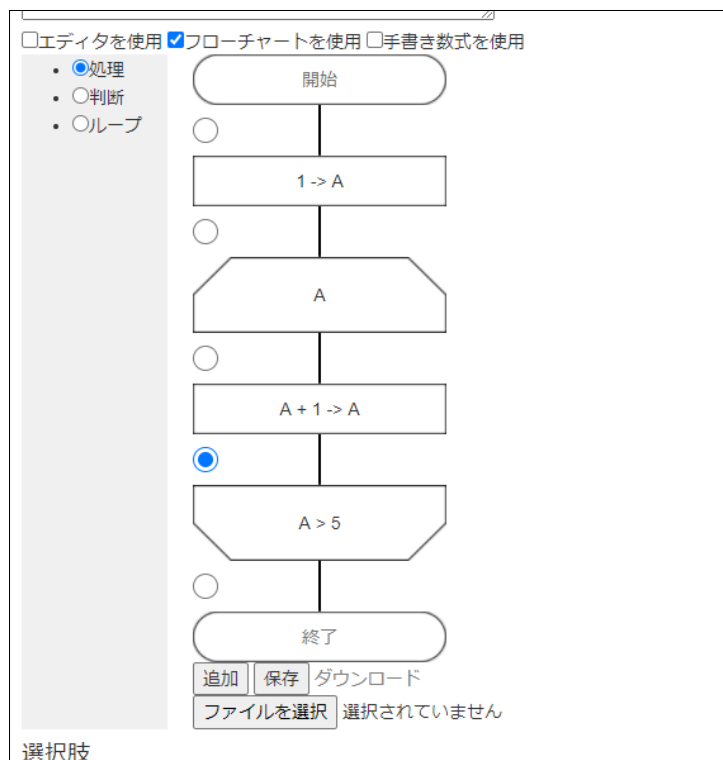 エディタを使用 フローチャートを使用 手書き数式を使用
処理
判断
ループ
開始
1 -> A
A
A + 1 -> A
A > 5
終了
追加 保存 ダウンロード
ファイルを選択 選択されていません
選択肢